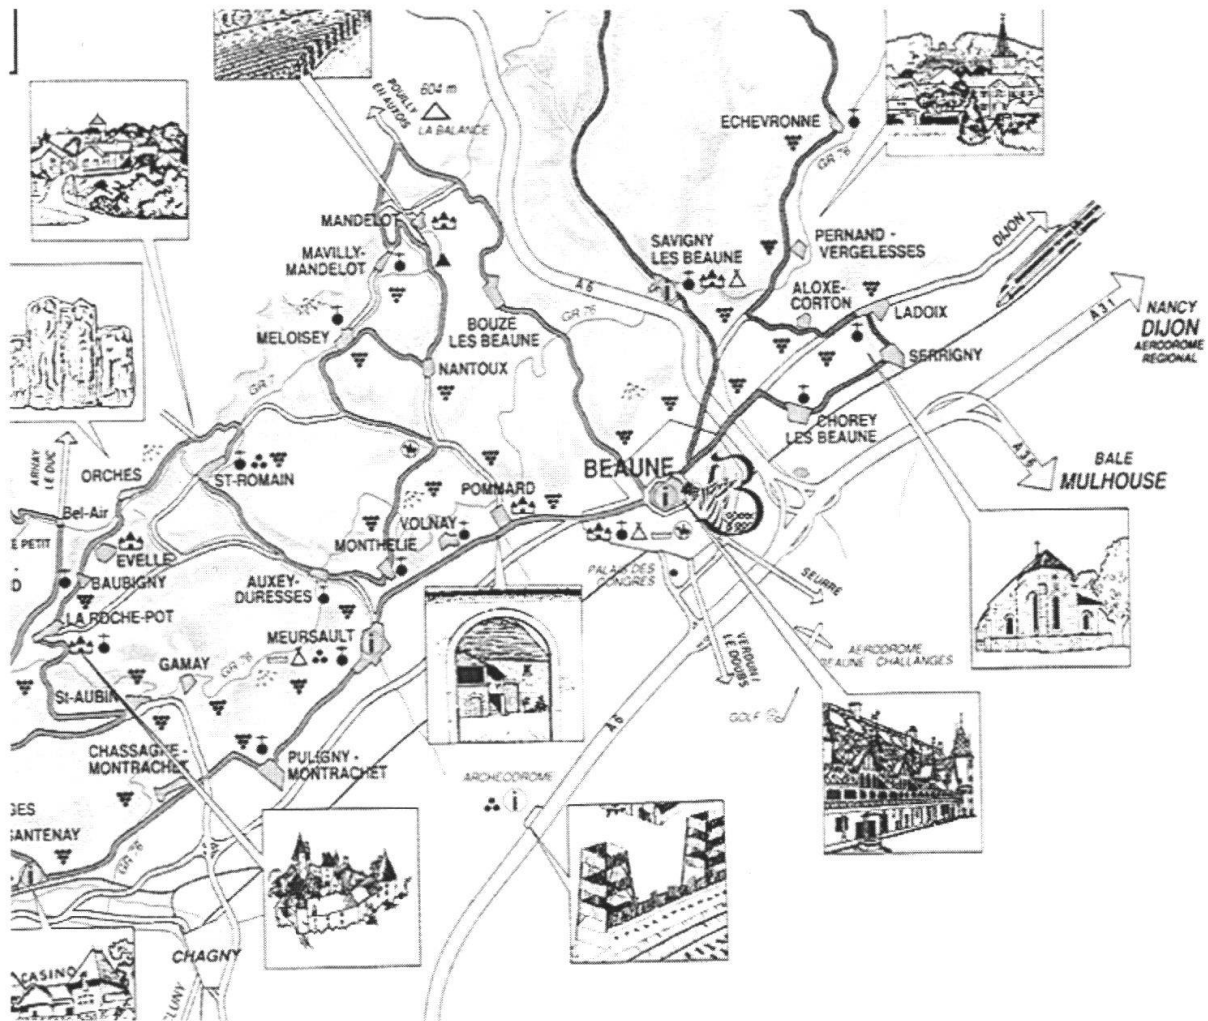 POUILLY
EN AUXOIS
604 m
LA BALANCE
ECHEVRONNE
GR 76
MANDELOT
MAVILLY-
MANDELOT
SAVIGNY
LES BEAUNE
PERNAND -
VERGELESSES
DIJON
A 6
GR 76
ALOXE-
CORTON
LADOIX
A 31
NANCY
DIJON
AERODROME
REGIONAL
MELOISEY
BOUZE
LES BEAUNE
NANTOUX
SERRIGNY
GR 7
CHOREY
LES BEAUNE
A 36
BALE
MULHOUSE
ARNAY
LE DUC
ORCHES
ST-ROMAIN
BEAUNE
POMMARD
Bel-Air
VOLNAY
MONTHELIE
E PETIT
EVELLE
D
BAUBIGNY
AUXEY-
DURESSES
PALAIS DES
CONGRES
SEURRE
LA ROCHE-POT
MEURSAULT
VERDUN /
LE DOUBS
AERODROME
BEAUNE CHALLANGES
GAMAY
GR 76
St-AUBIN
GOLF
A 6
CHASSAGNE-
MONTRACHET
PULIGNY -
MONTRACHET
ARCHEODROME
GES
SANTENAY
GR 76
CHAGNY
CASINO
CLUNY